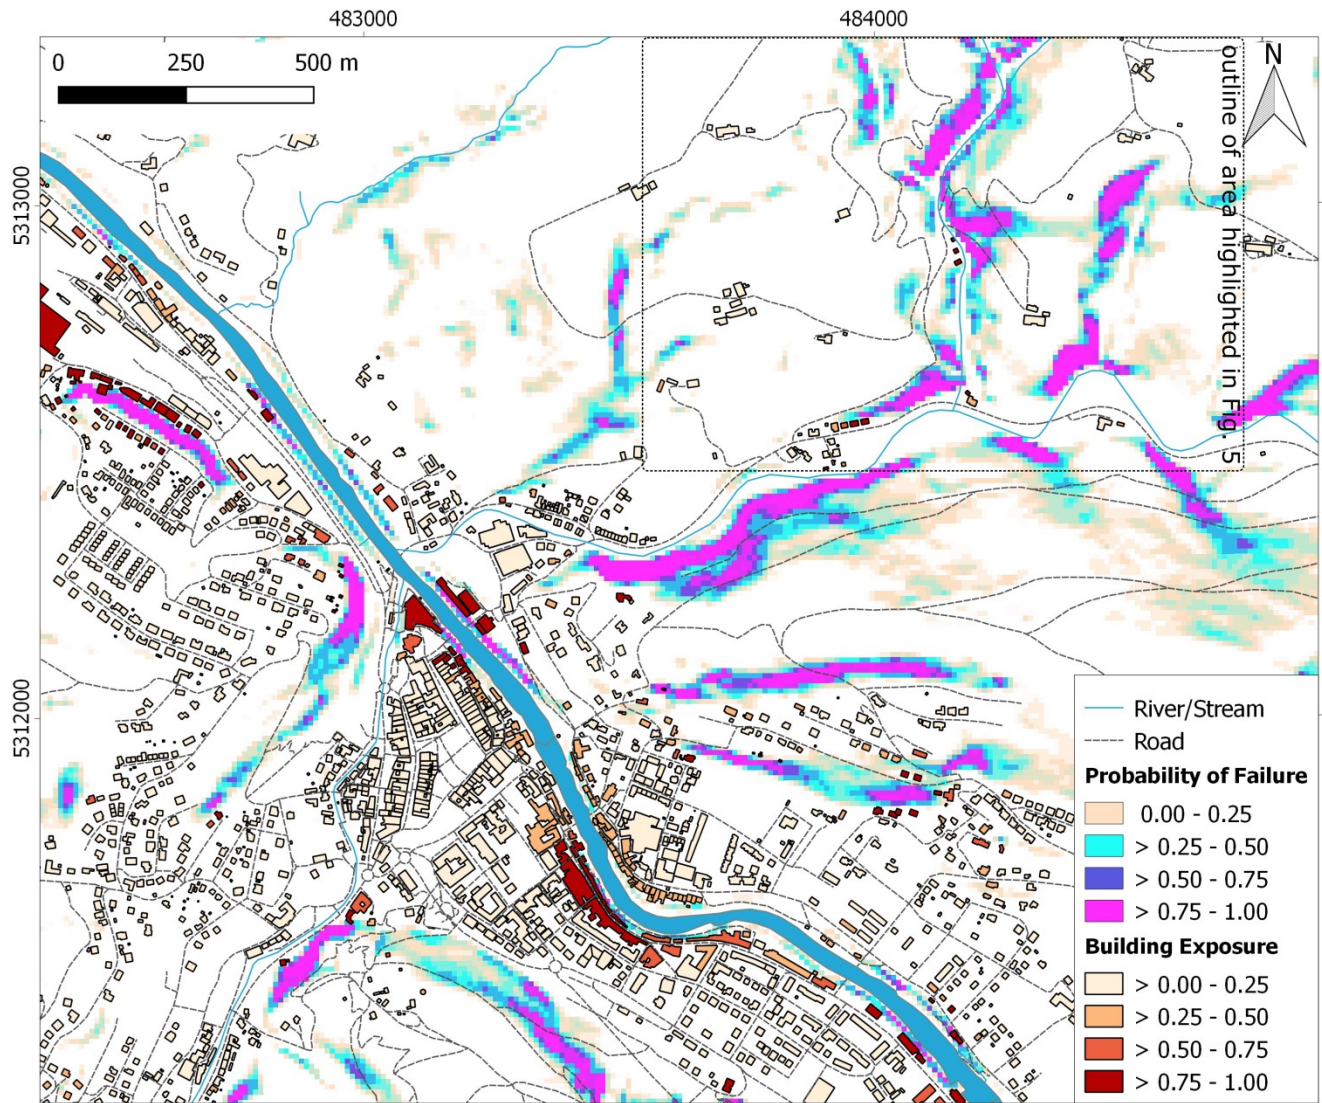 483000
484000
0 250 500 m
N
outline of area highlighted in Fig. 5
5313000
5312000
River/Stream
Road
Probability of Failure
0.00 - 0.25
> 0.25 - 0.50
> 0.50 - 0.75
> 0.75 - 1.00
Building Exposure
> 0.00 - 0.25
> 0.25 - 0.50
> 0.50 - 0.75
> 0.75 - 1.00